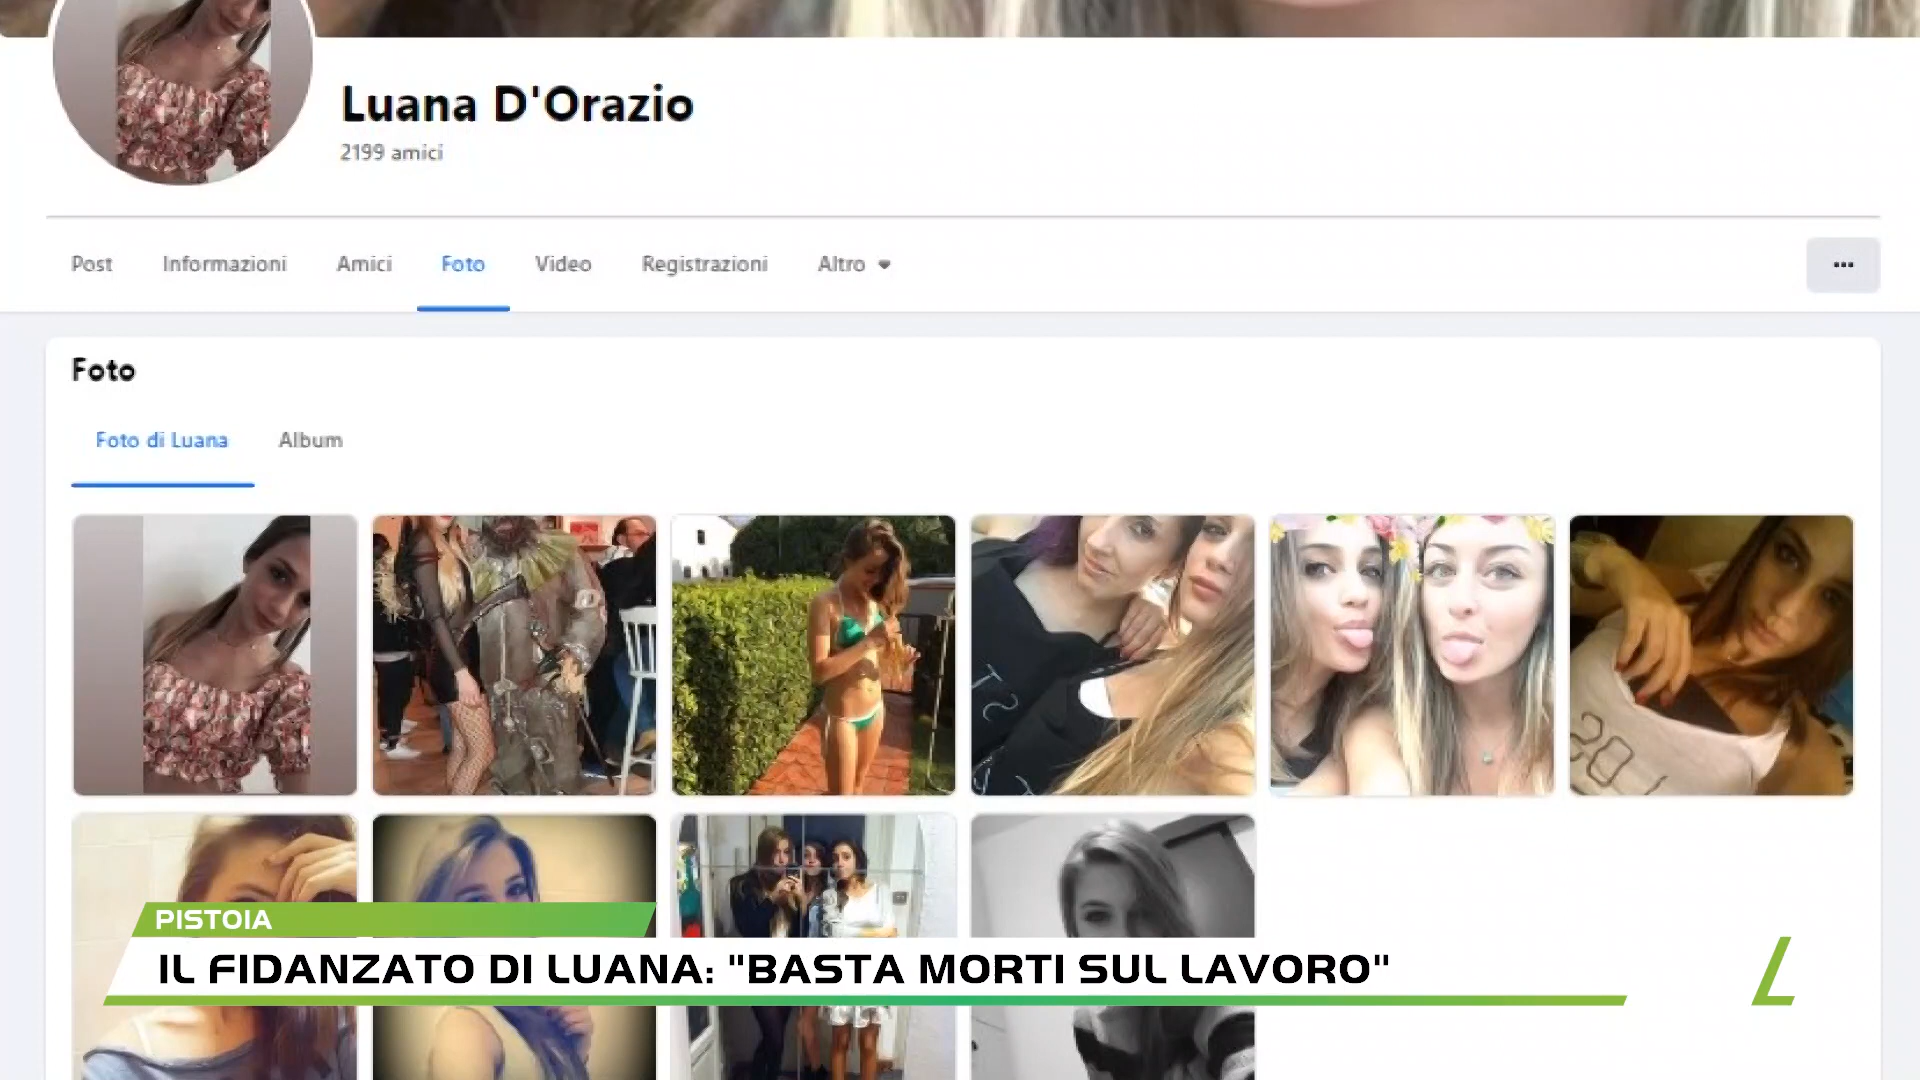 Luana D'Orazio
2199 amici
Post Informazioni Amici Foto Video Registrazioni Altro
Foto
Foto di Luana Album
PISTOIA
IL FIDANZATO DI LUANA: "BASTA MORTI SUL LAVORO"
L